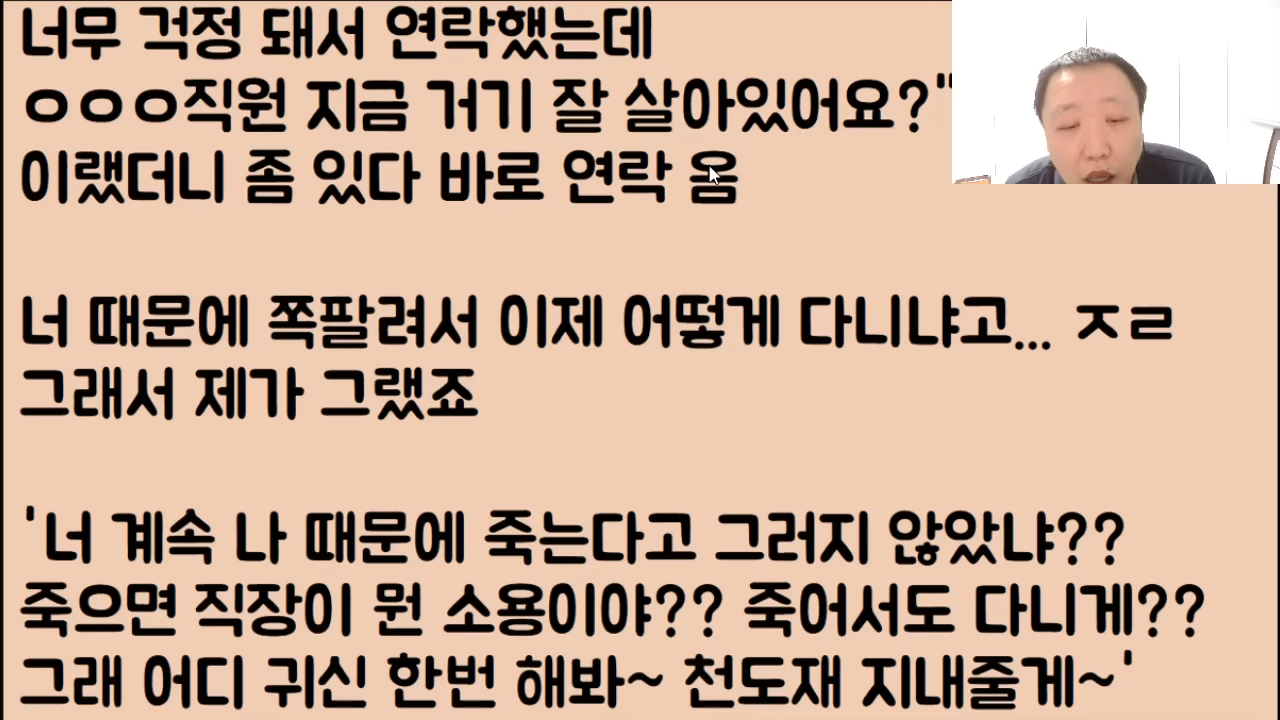 너무 걱정 돼서 연락했는데
ㅇㅇㅇ직원 지금 거기 잘 살아있어요?"
이랬더니 좀 있다 바로 연락 옴
너 때문에 쪽팔려서 이제 어떻게 다니냐고... ㅈㄹ
그래서 제가 그랬죠
'너 계속 나 때문에 죽는다고 그러지 않았냐??
죽으면 직장이 뭔 소용이야?? 죽어서도 다니게??
그래 어디 귀신 한번 해봐~ 천도재 지내줄게~'